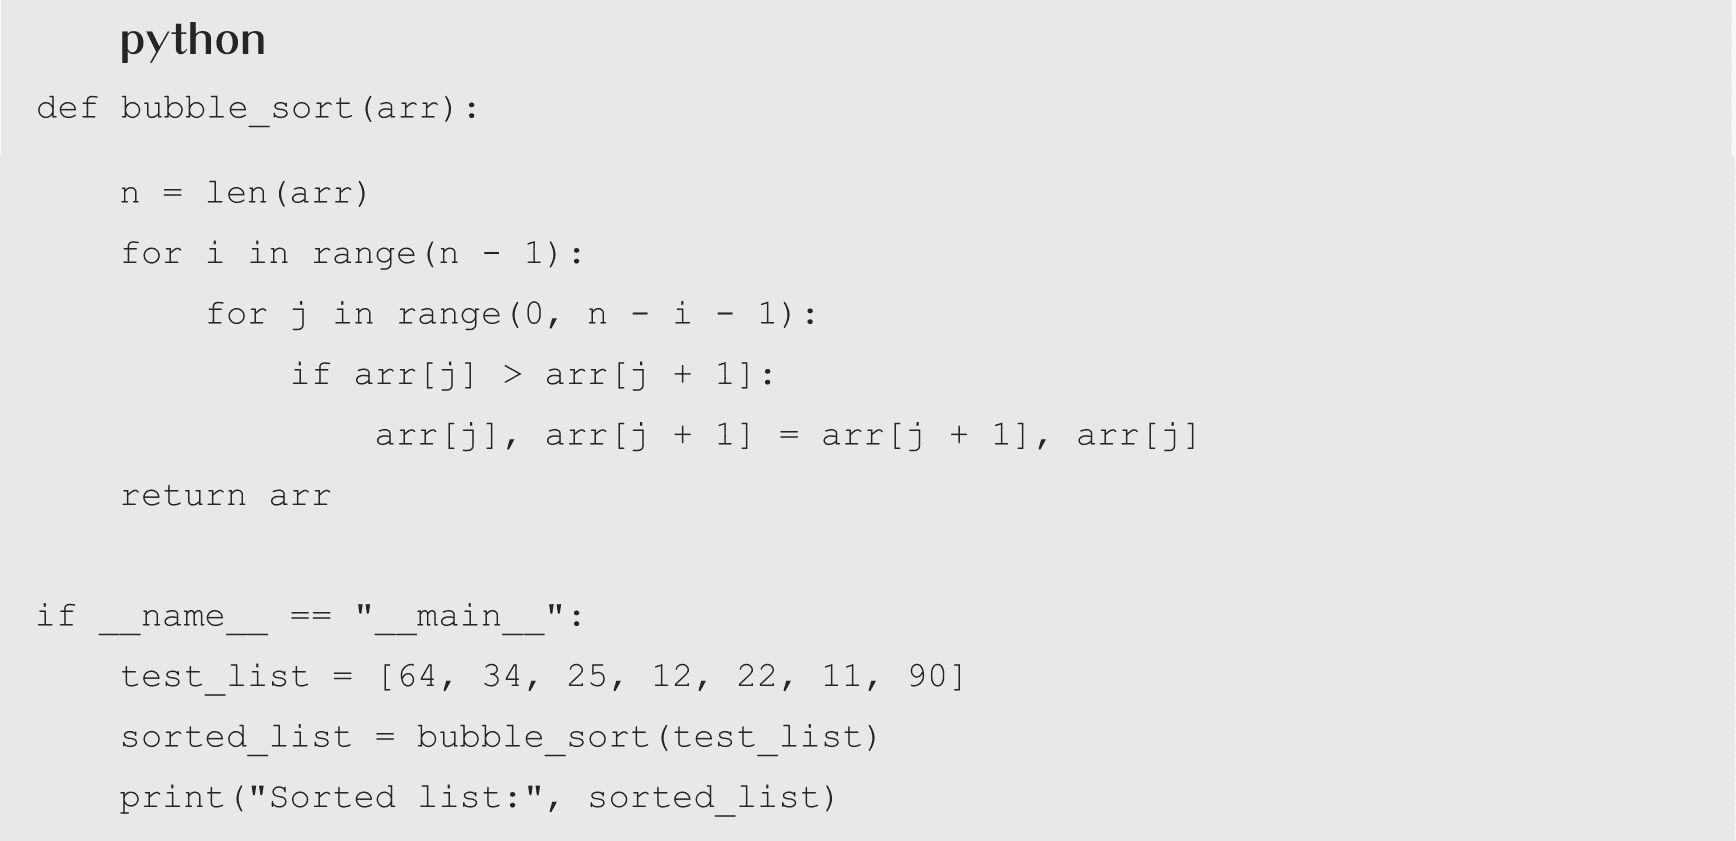 python
def bubble_sort(arr):
    n = len(arr)
    for i in range(n - 1):
        for j in range(0, n - i - 1):
            if arr[j] > arr[j + 1]:
                arr[j], arr[j + 1] = arr[j + 1], arr[j]
    return arr
if __name__ == "__main__":
    test_list = [64, 34, 25, 12, 22, 11, 90]
    sorted_list = bubble_sort(test_list)
    print("Sorted list:", sorted_list)